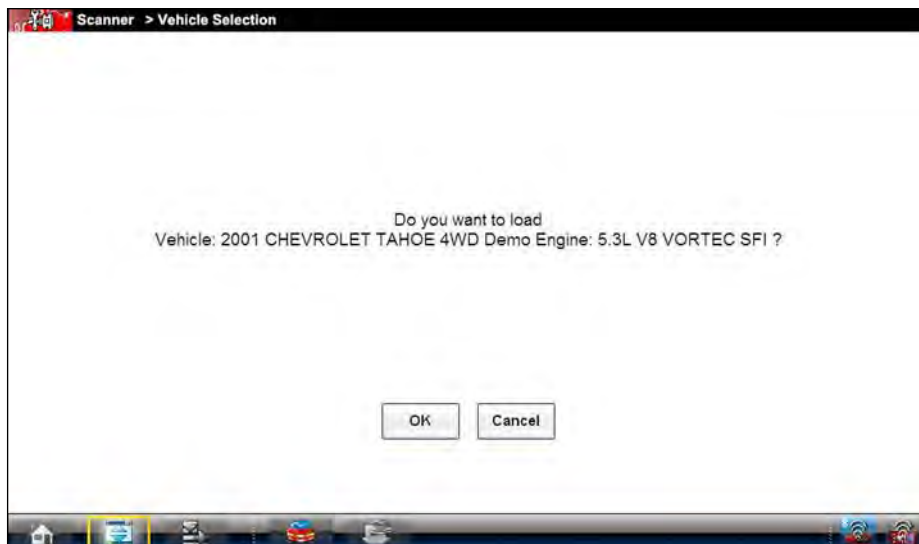 Scanner > Vehicle Selection
Do you want to load
Vehicle: 2001 CHEVROLET TAHOE 4WD Demo Engine: 5.3L V8 VORTEC SFI ?
OK
Cancel